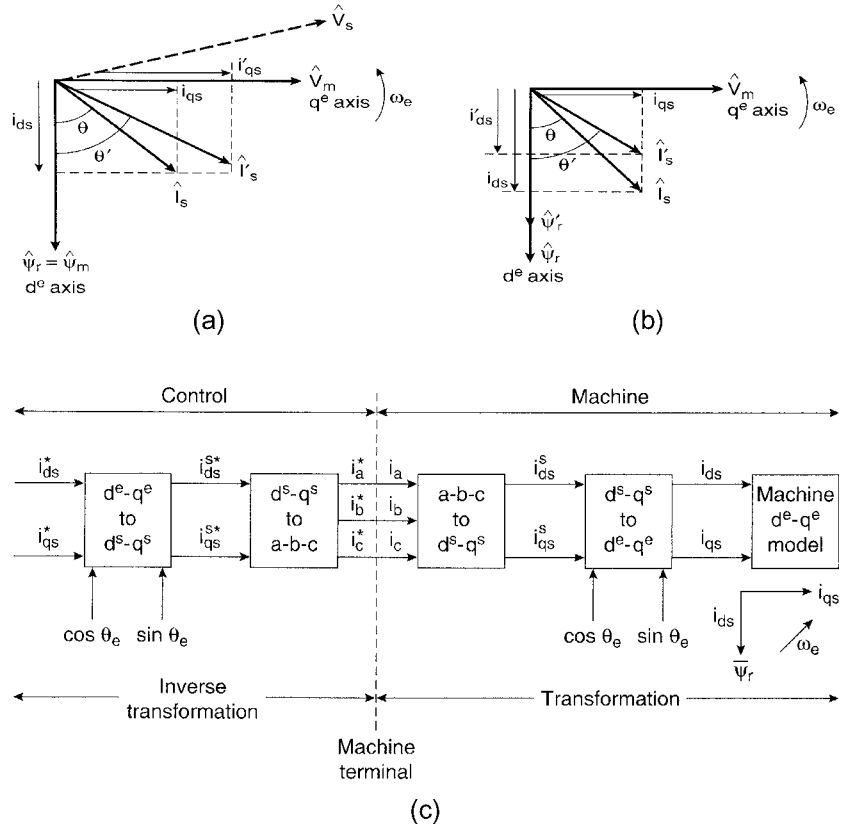 V̂s
i'qs
V̂m
iqs
qᵉ axis
ωe
ids
θ
θ'
Î's
Îs
ψ̂r = ψ̂m
dᵉ axis
(a)
V̂m
iqs
qᵉ axis
ωe
i'ds
θ
θ'
Î's
ids
Îs
ψ̂'r
ψ̂r
dᵉ axis
(b)
Control
Machine
i*ds
dᵉ-qᵉ
to
dˢ-qˢ
iˢ*ds
dˢ-qˢ
to
a-b-c
i*a
ia
a-b-c
to
dˢ-qˢ
iˢds
dˢ-qˢ
to
dᵉ-qᵉ
ids
Machine
dᵉ-qᵉ
model
i*b
ib
i*qs
iˢ*qs
i*c
ic
iˢqs
iqs
cos θe
sin θe
cos θe
sin θe
ids
iqs
ωe
ψ̅r
Inverse
transformation
Transformation
Machine
terminal
(c)